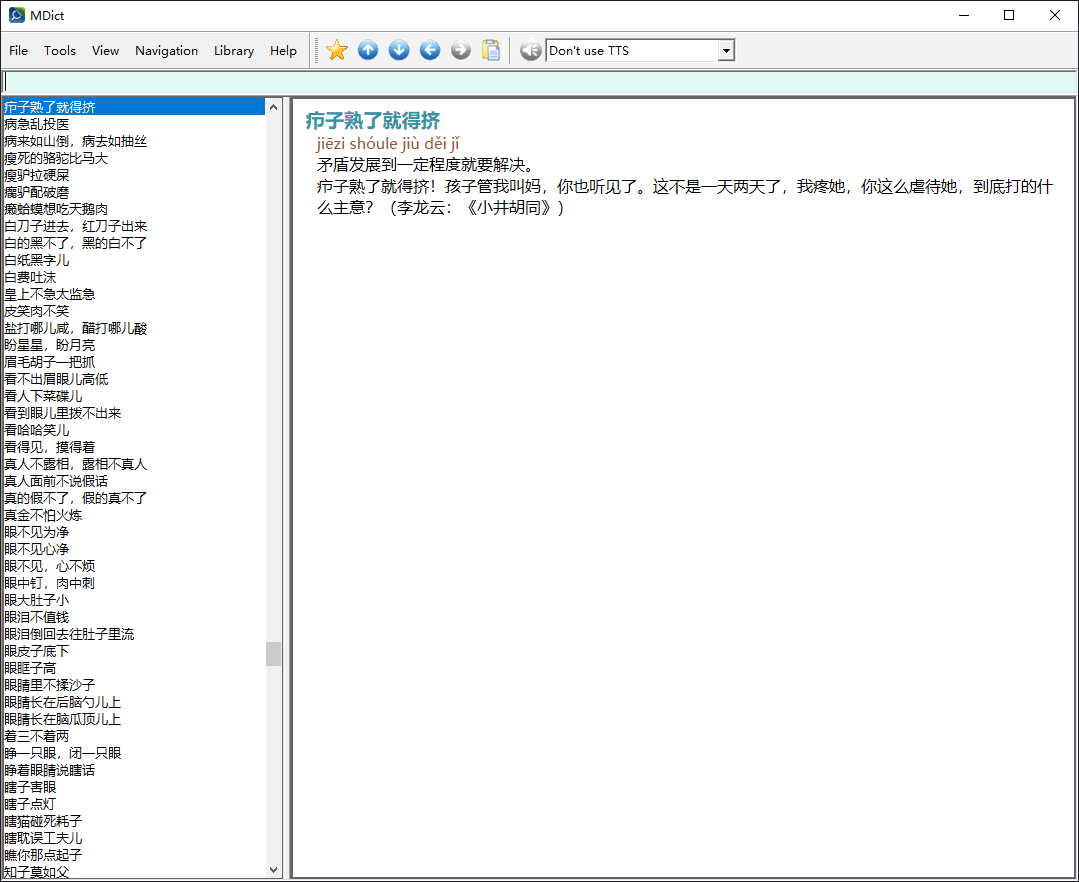 MDict
File Tools View Navigation Library Help Don't use TTS
疖子熟了就得挤
病急乱投医
病来如山倒，病去如抽丝
瘦死的骆驼比马大
瘦驴拉硬屎
瘸驴配破磨
癞蛤蟆想吃天鹅肉
白刀子进去，红刀子出来
白的黑不了，黑的白不了
白纸黑字儿
白费吐沫
皇上不急太监急
皮笑肉不笑
盐打哪儿咸，醋打哪儿酸
盼星星，盼月亮
眉毛胡子一把抓
看不出眉眼儿高低
看人下菜碟儿
看到眼儿里拨不出来
看哈哈笑儿
看得见，摸得着
真人不露相，露相不真人
真人面前不说假话
真的假不了，假的真不了
真金不怕火炼
眼不见为净
眼不见心净
眼不见，心不烦
眼中钉，肉中刺
眼大肚子小
眼泪不值钱
眼泪倒回去往肚子里流
眼皮子底下
眼眶子高
眼睛里不揉沙子
眼睛长在后脑勺儿上
眼睛长在脑瓜顶儿上
着三不着两
睁一只眼，闭一只眼
睁着眼睛说瞎话
瞎子害眼
瞎子点灯
瞎猫碰死耗子
瞎耽误工夫儿
瞧你那点起子
知子莫如父
疖子熟了就得挤
jiēzi shóule jiù děi jǐ
矛盾发展到一定程度就要解决。
疖子熟了就得挤！孩子管我叫妈，你也听见了。这不是一天两天了，我疼她，你这么虐待她，到底打的什
么主意？（李龙云：《小井胡同》）